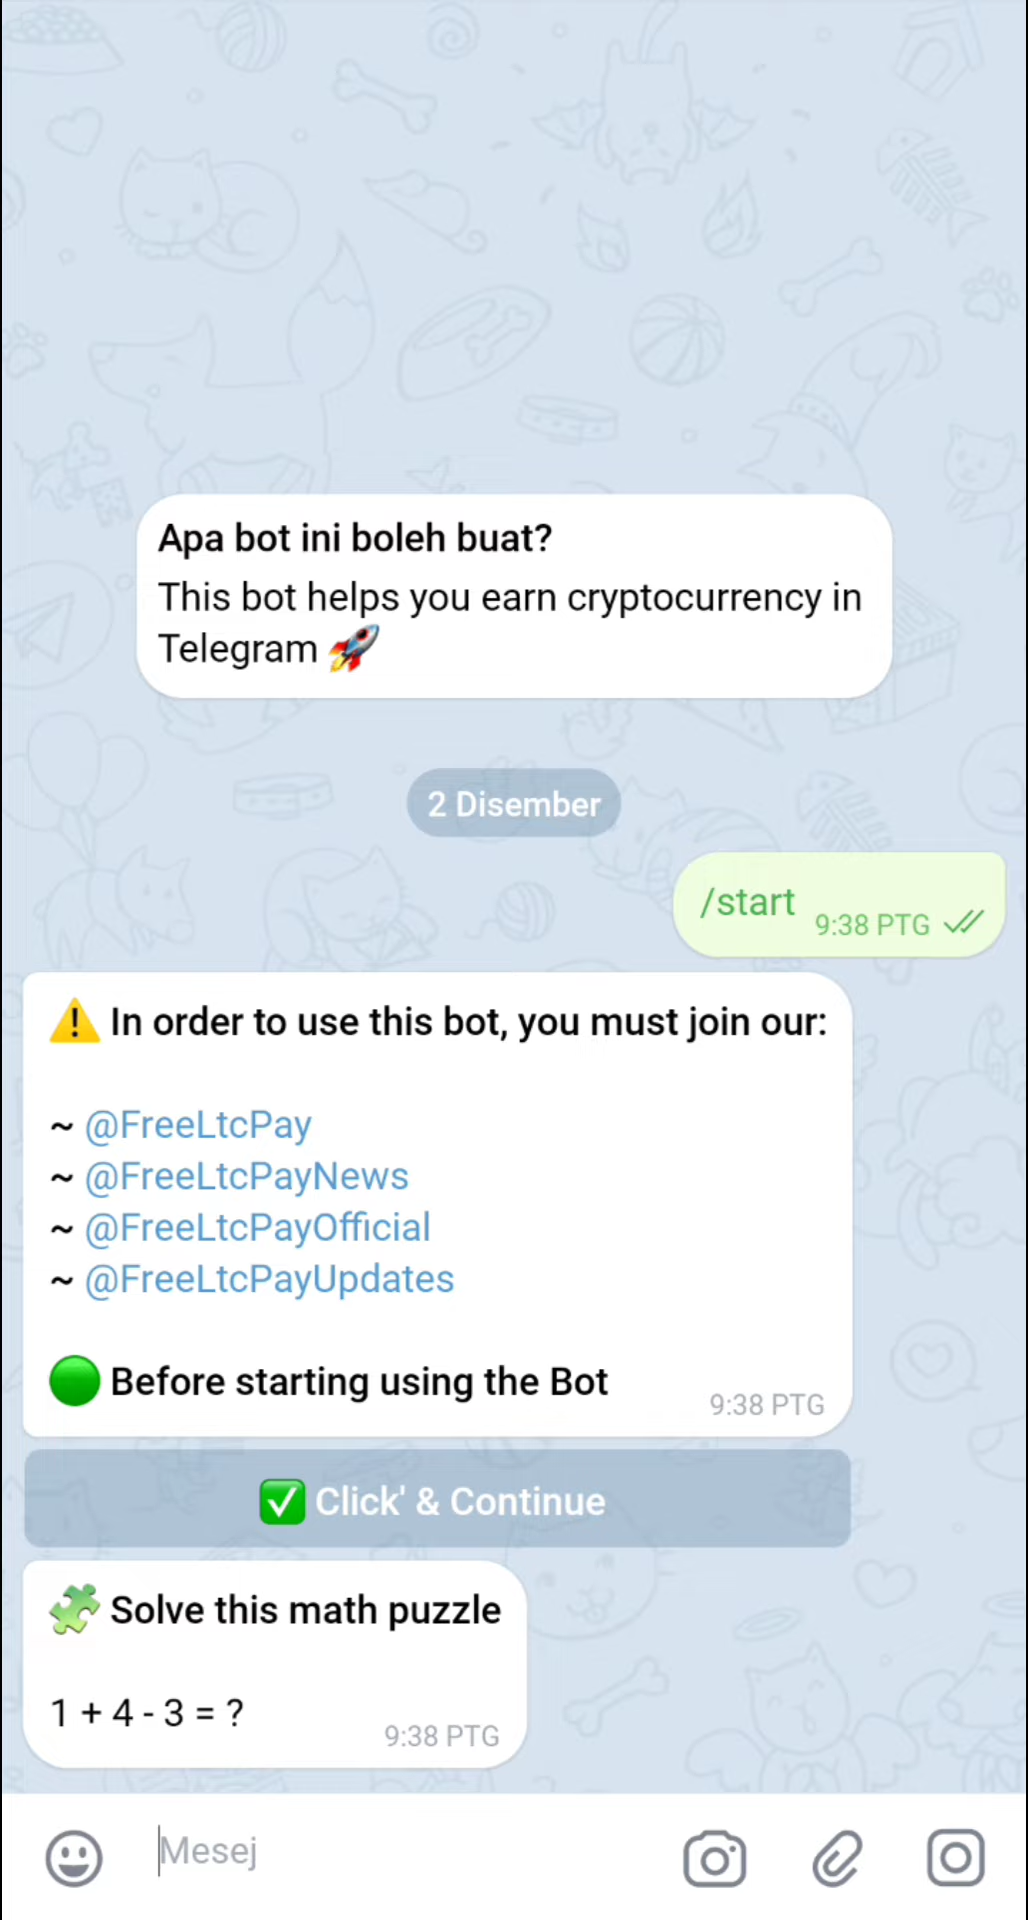 Apa bot ini boleh buat?
This bot helps you earn cryptocurrency in
Telegram 🚀
2 Disember
/start 9:38 PTG
⚠️ In order to use this bot, you must join our:
~ @FreeLtcPay
~ @FreeLtcPayNews
~ @FreeLtcPayOfficial
~ @FreeLtcPayUpdates
🟢 Before starting using the Bot
9:38 PTG
✅ Click' & Continue
🧩 Solve this math puzzle
1 + 4 - 3 = ?
9:38 PTG
Mesej